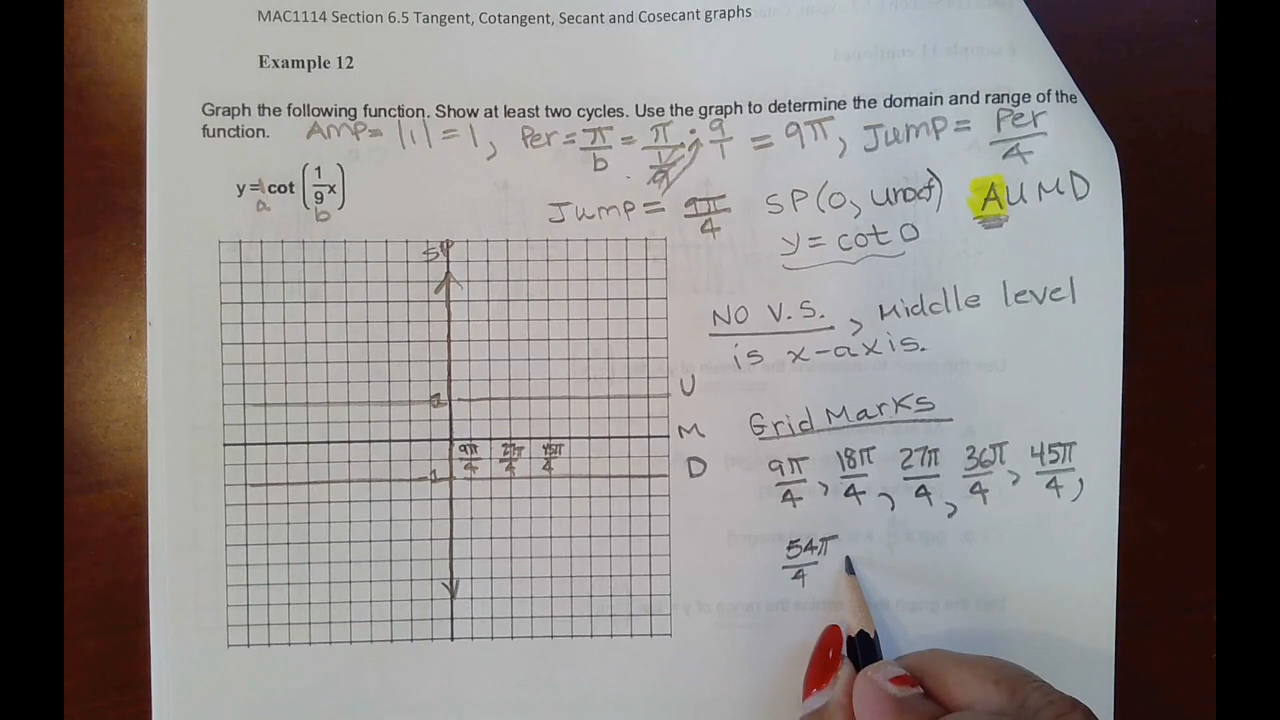 MAC1114 Section 6.5 Tangent, Cotangent, Secant and Cosecant graphs
Example 12
Graph the following function. Show at least two cycles. Use the graph to determine the domain and range of the
function. Amp = |1| = 1, Per = π/b = π/(1/9) · 9/1 = 9π, Jump = Per/4
y = 1 cot (1/9 x)
a b
Jump = 9π/4 SP(0, undef) AUMD
y = cot 0
SP
NO V.S., Middle level
is x-axis.
1 U
Grid Marks
M
9π/4 27π/4 45π/4
-1 D
9π/4, 18π/4, 27π/4, 36π/4, 45π/4,
54π/4